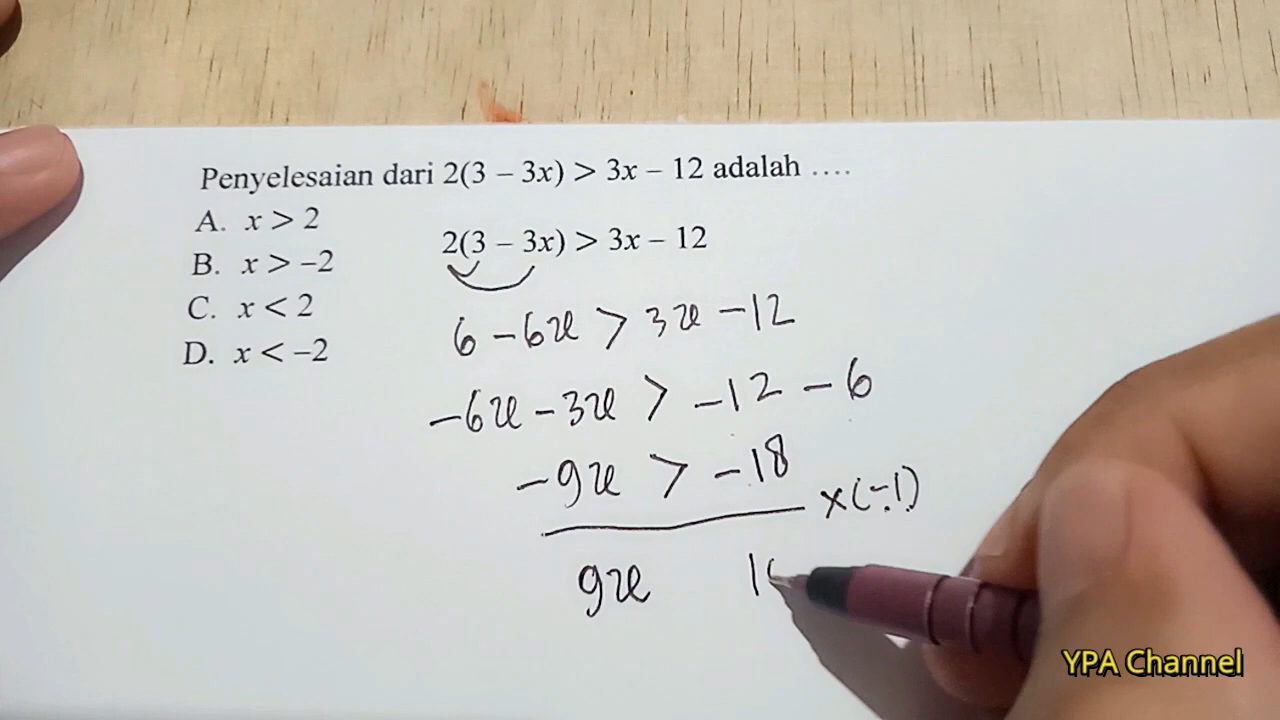 Penyelesaian dari 2(3 – 3x) > 3x – 12 adalah ....
A. x > 2
B. x > –2
C. x < 2
D. x < –2
2(3 – 3x) > 3x – 12
6 – 6x > 3x – 12
–6x – 3x > –12 – 6
–9x > –18
x(-1)
9x
YPA Channel